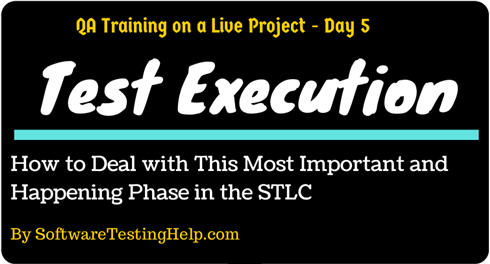 QA Training on a Live Project - Day 5
Test Execution
How to Deal with This Most Important and
Happening Phase in the STLC
By SoftwareTestingHelp.com